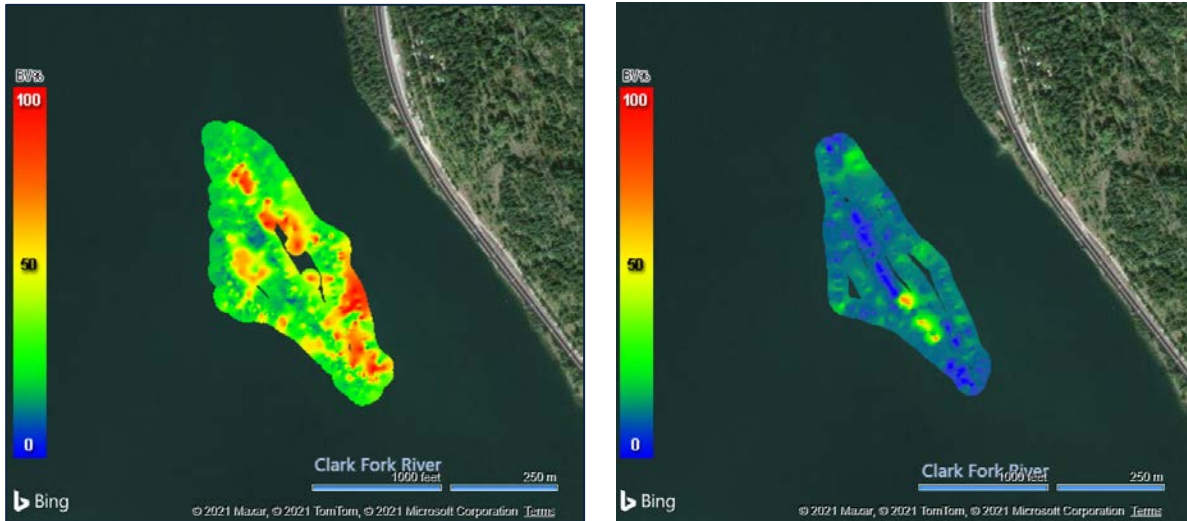 BV%
100
50
0
Clark Fork River
1000 feet
250 m
Bing
© 2021 Maxar, © 2021 TomTom, © 2021 Microsoft Corporation Terms
BV%
100
50
0
Clark Fork River
1000 feet
250 m
Bing
© 2021 Maxar, © 2021 TomTom, © 2021 Microsoft Corporation Terms